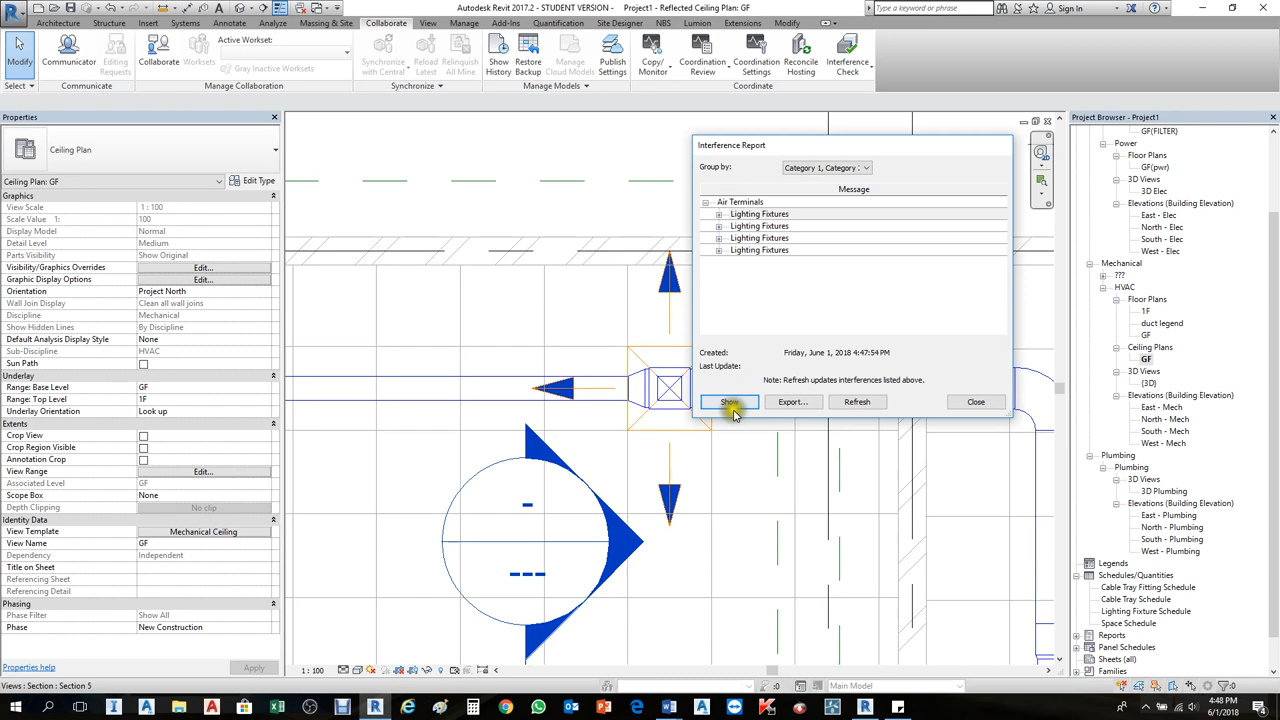 Autodesk Revit 2017.2 - STUDENT VERSION - Project1 - Reflected Ceiling Plan: GF
Type a keyword or phrase
Sign In
Architecture Structure Insert Systems Annotate Analyze Massing & Site Collaborate View Manage Add-Ins Quantification Site Designer NBS Lumion Extensions Modify
Modify
Communicator
Editing Requests
Collaborate
Worksets
Active Workset:
Gray Inactive Worksets
Synchronize with Central
Reload Latest
Relinquish All Mine
Show History
Restore Backup
Manage Cloud Models
Publish Settings
Copy/ Monitor
Coordination Review
Coordination Settings
Reconcile Hosting
Interference Check
Select Communicate Manage Collaboration Synchronize Manage Models Coordinate
Properties
Ceiling Plan
Ceiling Plan: GF
Edit Type
Graphics
View Scale 1 : 100
Scale Value 1: 100
Display Model Normal
Detail Level Medium
Parts Visibility Show Original
Visibility/Graphics Overrides Edit...
Graphic Display Options Edit...
Orientation Project North
Wall Join Display Clean all wall joins
Discipline Mechanical
Show Hidden Lines By Discipline
Default Analysis Display Style None
Sub-Discipline HVAC
Sun Path
Underlay
Range: Base Level GF
Range: Top Level 1F
Underlay Orientation Look up
Extents
Crop View
Crop Region Visible
Annotation Crop
View Range Edit...
Associated Level GF
Scope Box None
Depth Clipping No clip
Identity Data
View Template Mechanical Ceiling
View Name GF
Dependency Independent
Title on Sheet
Referencing Sheet
Referencing Detail
Phasing
Phase Filter Show All
Phase New Construction
Properties help
Apply
Interference Report
Group by: Category 1, Category
Message
Air Terminals
Lighting Fixtures
Lighting Fixtures
Lighting Fixtures
Lighting Fixtures
Created: Friday, June 1, 2018 4:47:54 PM
Last Update:
Note: Refresh updates interferences listed above.
Show Export... Refresh Close
Project Browser - Project1
GF(FILTER)
Power
Floor Plans
GF(pwr)
3D Views
3D Elec
Elevations (Building Elevation)
East - Elec
North - Elec
South - Elec
West - Elec
Mechanical
???
HVAC
Floor Plans
1F
duct legend
GF
Ceiling Plans
GF
3D Views
{3D}
Elevations (Building Elevation)
East - Mech
North - Mech
South - Mech
West - Mech
Plumbing
Plumbing
3D Views
3D Plumbing
Elevations (Building Elevation)
East - Plumbing
North - Plumbing
South - Plumbing
West - Plumbing
Legends
Schedules/Quantities
Cable Tray Fitting Schedule
Cable Tray Schedule
Lighting Fixture Schedule
Space Schedule
Reports
Panel Schedules
Sheets (all)
Families
1 : 100
Views : Section : Section 5
:0
Main Model
:0
4:48 PM
6/1/2018